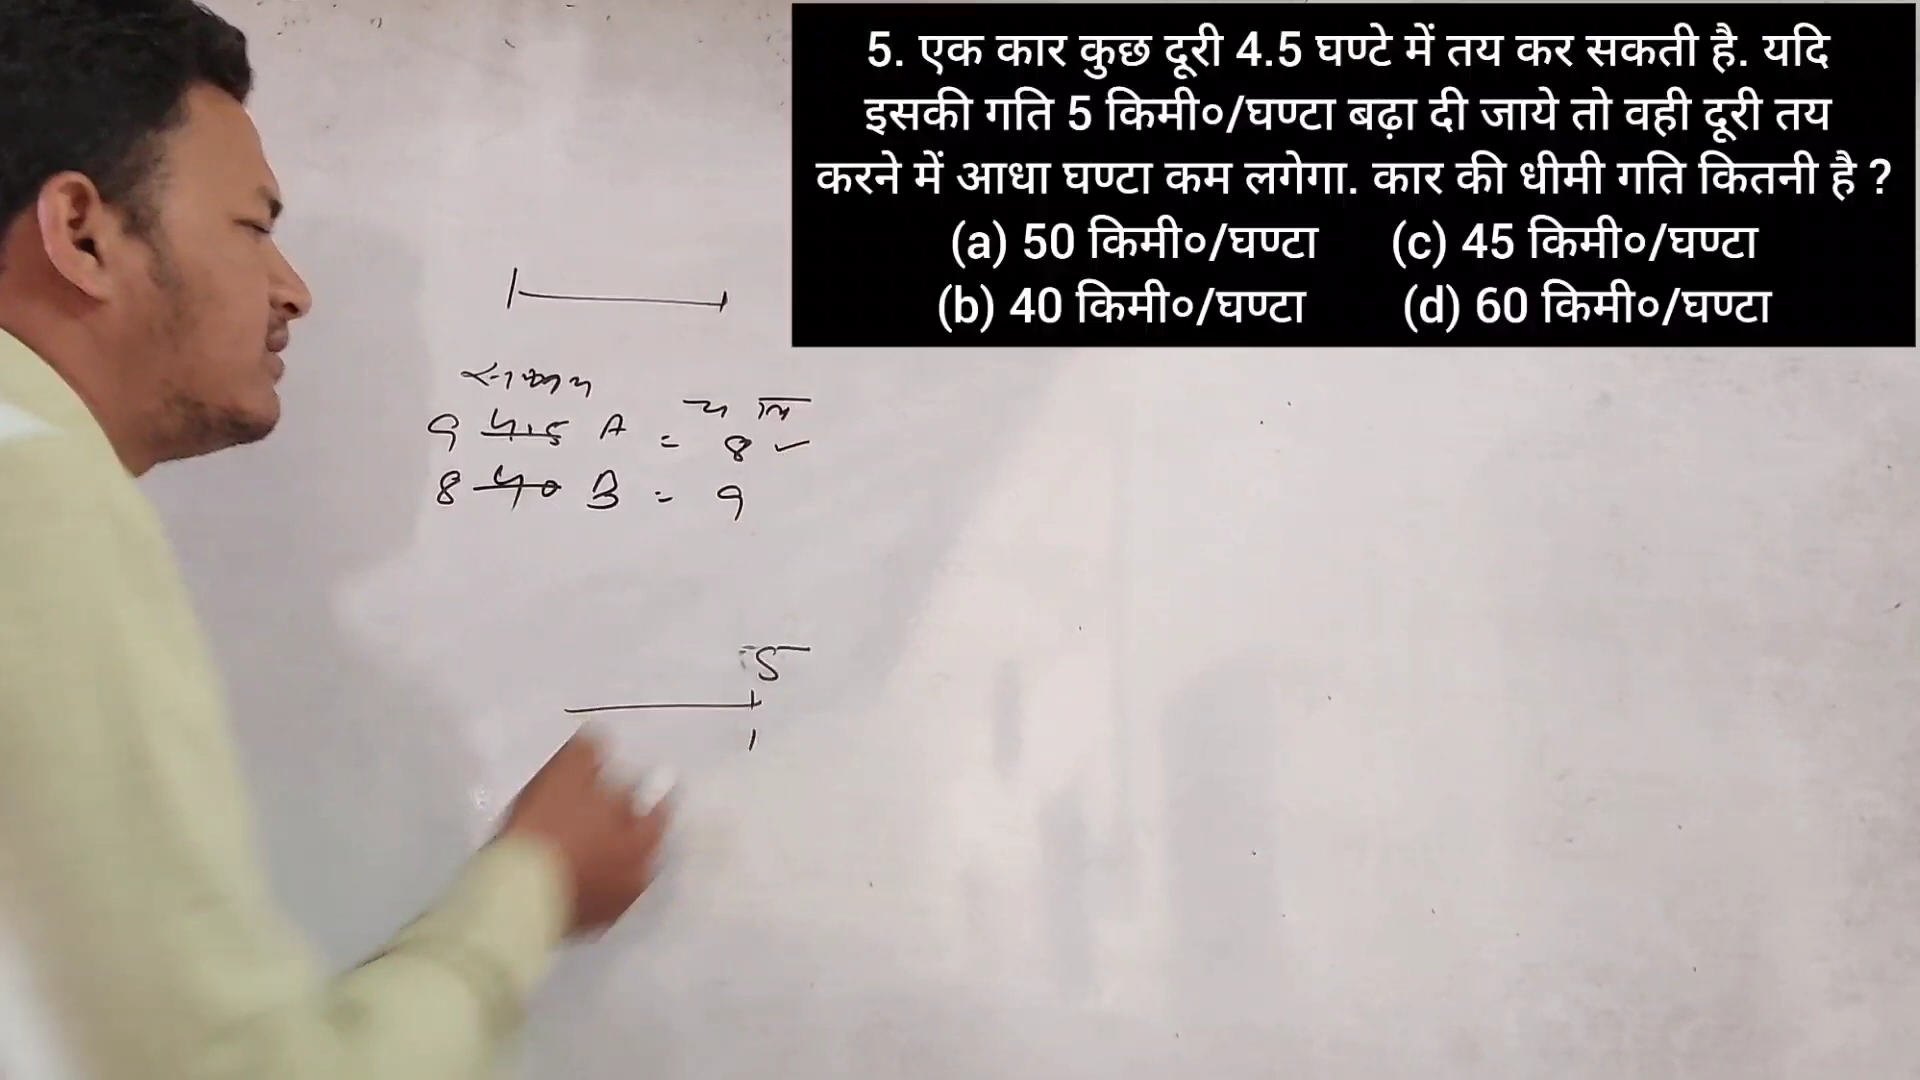 5. एक कार कुछ दूरी 4.5 घण्टे में तय कर सकती है. यदि
इसकी गति 5 किमी०/घण्टा बढ़ा दी जाये तो वही दूरी तय
करने में आधा घण्टा कम लगेगा. कार की धीमी गति कितनी है ?
(a) 50 किमी०/घण्टा (c) 45 किमी०/घण्टा
(b) 40 किमी०/घण्टा (d) 60 किमी०/घण्टा
9 4.5 A = 8 ✓
8 40 B = 9
5
1